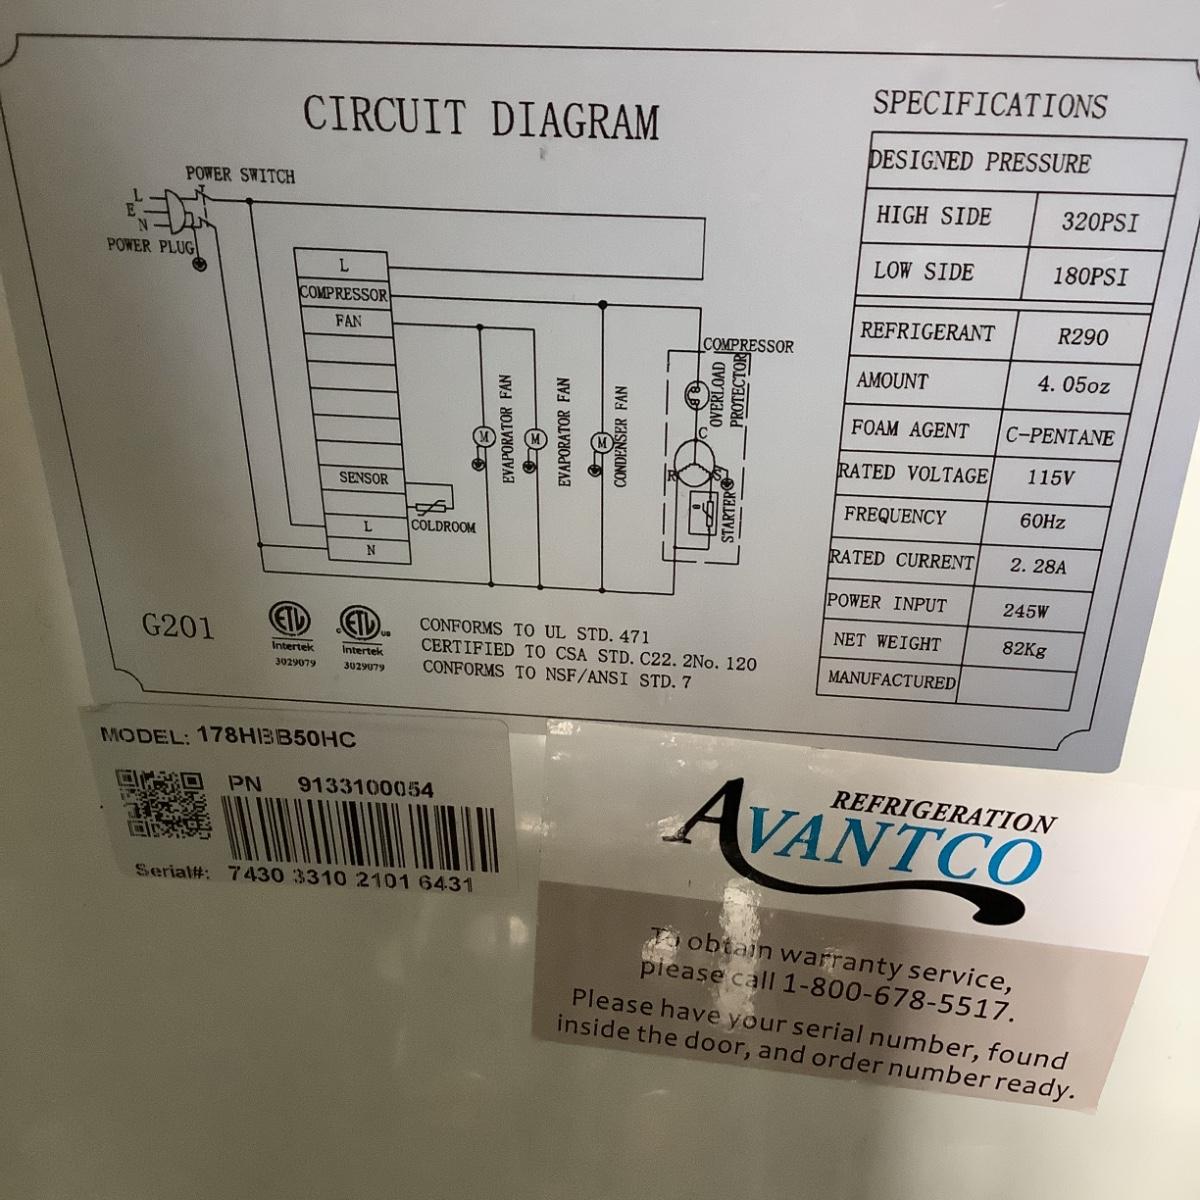 CIRCUIT DIAGRAM
POWER SWITCH
L
E
N
POWER PLUG
L
COMPRESSOR
FAN
SENSOR
L
N
COLDROOM
M
EVAPORATOR FAN
M
EVAPORATOR FAN
M
CONDENSER FAN
COMPRESSOR
OVERLOAD
PROTECTOR
C
R
S
STARTER
SPECIFICATIONS
DESIGNED PRESSURE
HIGH SIDE 320PSI
LOW SIDE 180PSI
REFRIGERANT R290
AMOUNT 4.05oz
FOAM AGENT C-PENTANE
RATED VOLTAGE 115V
FREQUENCY 60Hz
RATED CURRENT 2.28A
POWER INPUT 245W
NET WEIGHT 82Kg
MANUFACTURED
G201
ETL
Intertek
3029079
c ETL us
Intertek
3029079
CONFORMS TO UL STD. 471
CERTIFIED TO CSA STD. C22. 2No. 120
CONFORMS TO NSF/ANSI STD. 7
MODEL: 178HBB50HC
PN 9133100054
Serial#: 7430 3310 2101 6431
REFRIGERATION
AVANTCO
To obtain warranty service,
please call 1-800-678-5517.
Please have your serial number, found
inside the door, and order number ready.